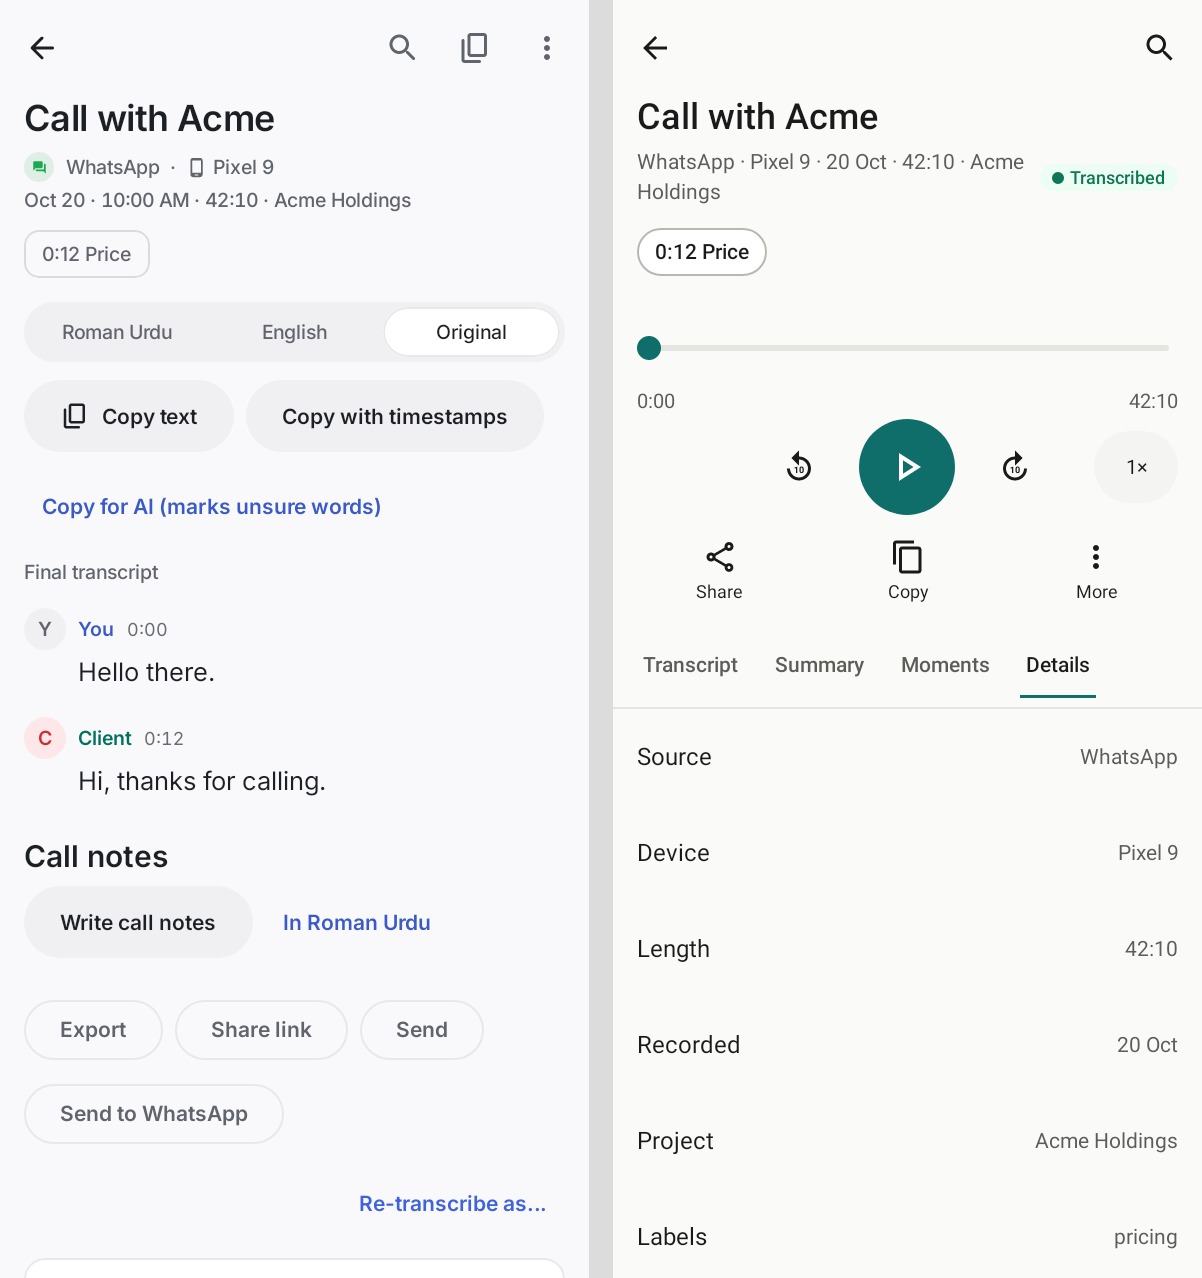 Call with Acme
WhatsApp · Pixel 9
Oct 20 · 10:00 AM · 42:10 · Acme Holdings
0:12 Price
Roman Urdu English Original
Copy text Copy with timestamps
Copy for AI (marks unsure words)
Final transcript
Y You 0:00
Hello there.
C Client 0:12
Hi, thanks for calling.
Call notes
Write call notes In Roman Urdu
Export Share link Send
Send to WhatsApp
Re-transcribe as...
Call with Acme
WhatsApp · Pixel 9 · 20 Oct · 42:10 · Acme
Holdings
Transcribed
0:12 Price
0:00 42:10
10 10 1×
Share Copy More
Transcript Summary Moments Details
Source WhatsApp
Device Pixel 9
Length 42:10
Recorded 20 Oct
Project Acme Holdings
Labels pricing